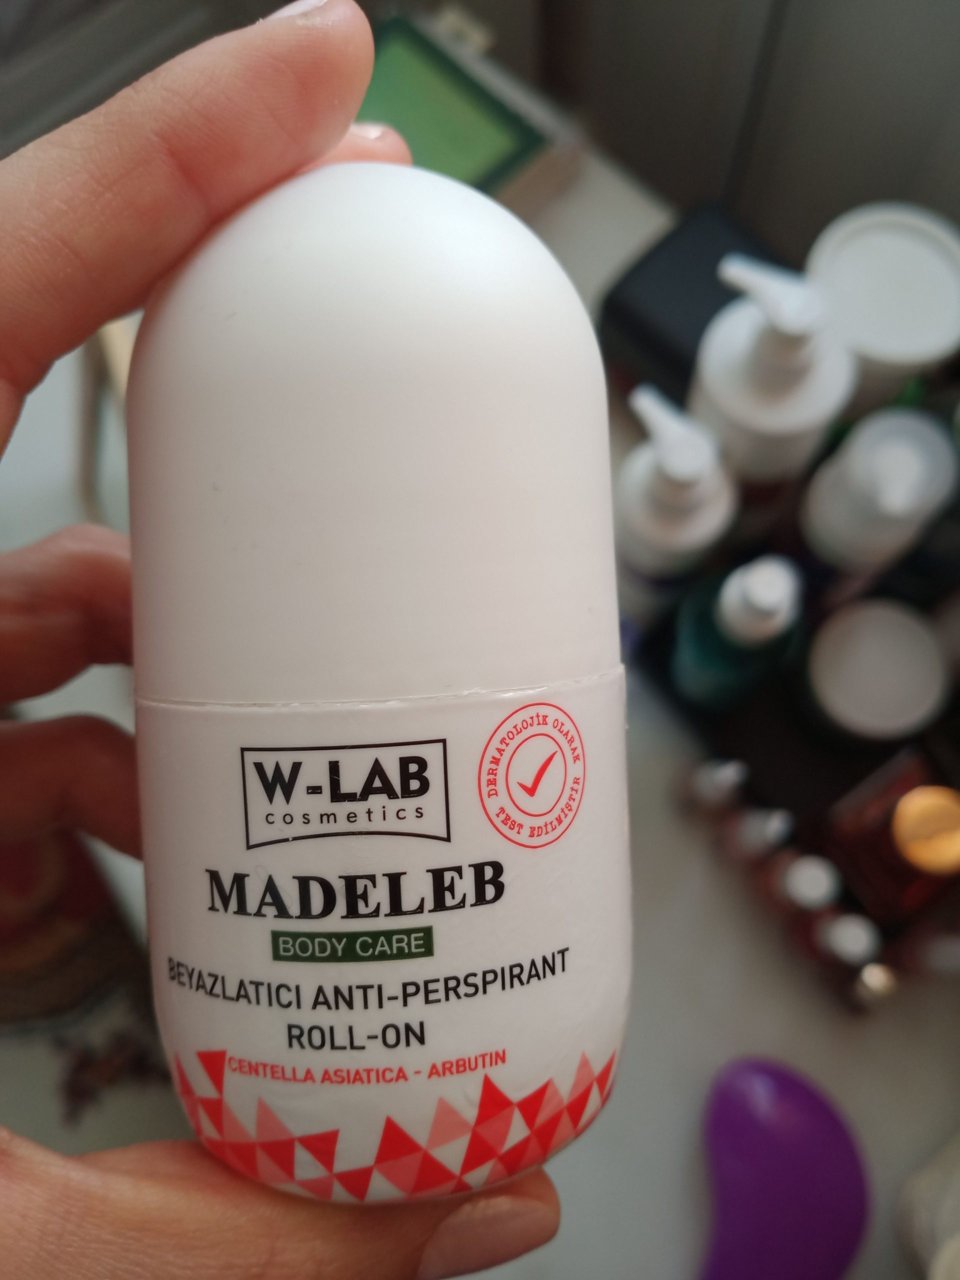 W-LAB
cosmetics
DERMATOLOJİK OLARAK
TEST EDİLMİŞTİR
MADELEB
BODY CARE
BEYAZLATICI ANTI-PERSPIRANT
ROLL-ON
CENTELLA ASIATICA - ARBUTIN